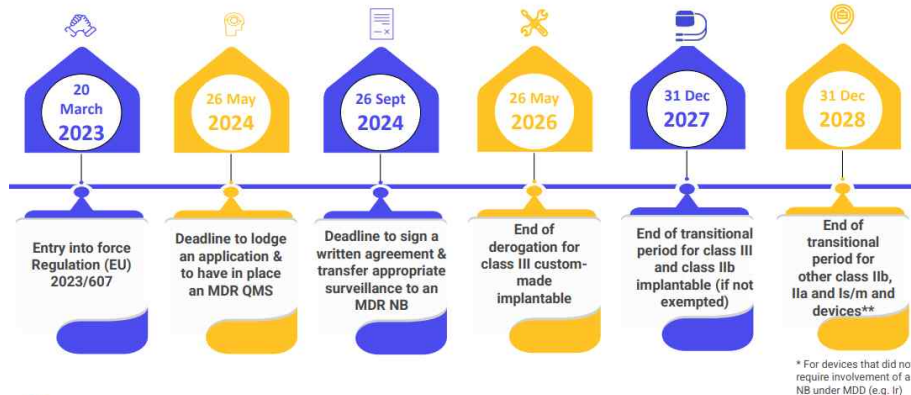 20
March
2023
26 May
2024
26 Sept
2024
26 May
2026
31 Dec
2027
31 Dec
2028
Entry into force
Regulation (EU)
2023/607
Deadline to lodge
an application & to
have in place
an MDR QMS
Deadline to sign a
written agreement &
transfer appropriate
surveillance to an
MDR NB
End of
derogation for
class III custom-
made
implantable
End of transitional
period for class III
and class IIb
implantable (if not
exempted)
End of
transitional
period for
other class IIb,
IIa and Is/m and
devices**
* For devices that did no
require involvement of a
NB under MDD (e.g. Ir)